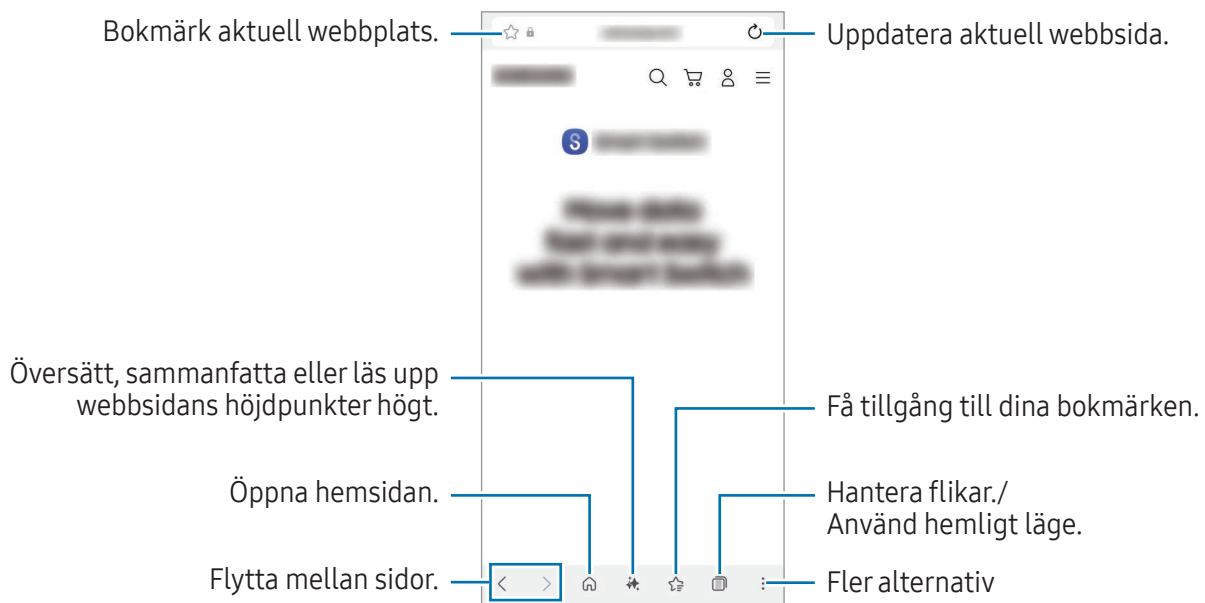 Bokmärk aktuell webbplats.
Uppdatera aktuell webbsida.
S
Översätt, sammanfatta eller läs upp
webbsidans höjdpunkter högt.
Få tillgång till dina bokmärken.
Öppna hemsidan.
Hantera flikar./
Använd hemligt läge.
Flytta mellan sidor.
Fler alternativ